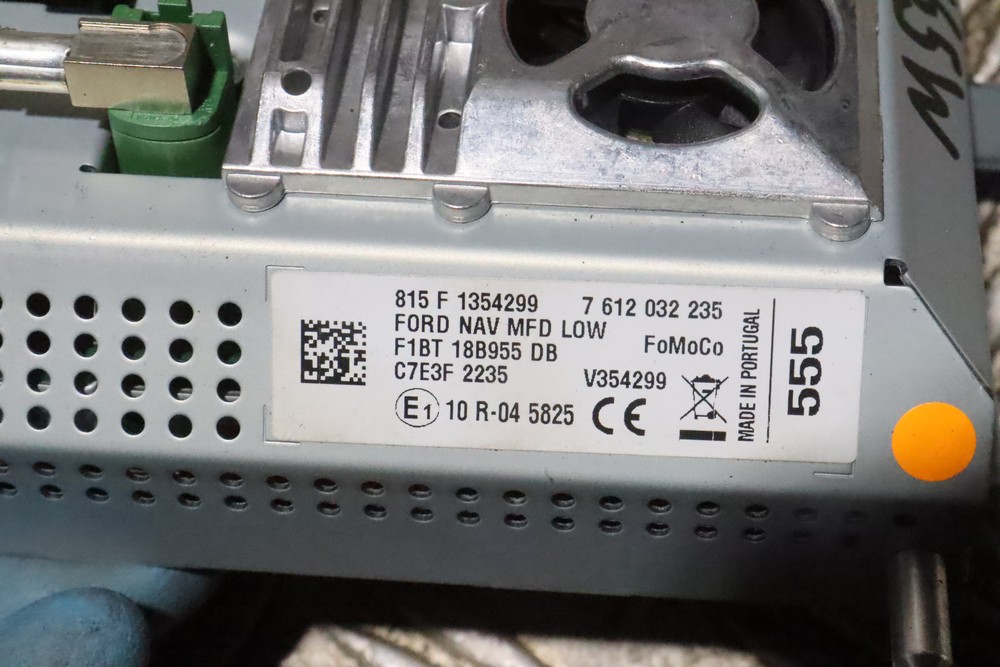 815 F 1354299 7 612 032 235
FORD NAV MFD LOW
F1BT 18B955 DB FoMoCo
C7E3F 2235 V354299
E1 10 R-04 5825 CE
MADE IN PORTUGAL
555